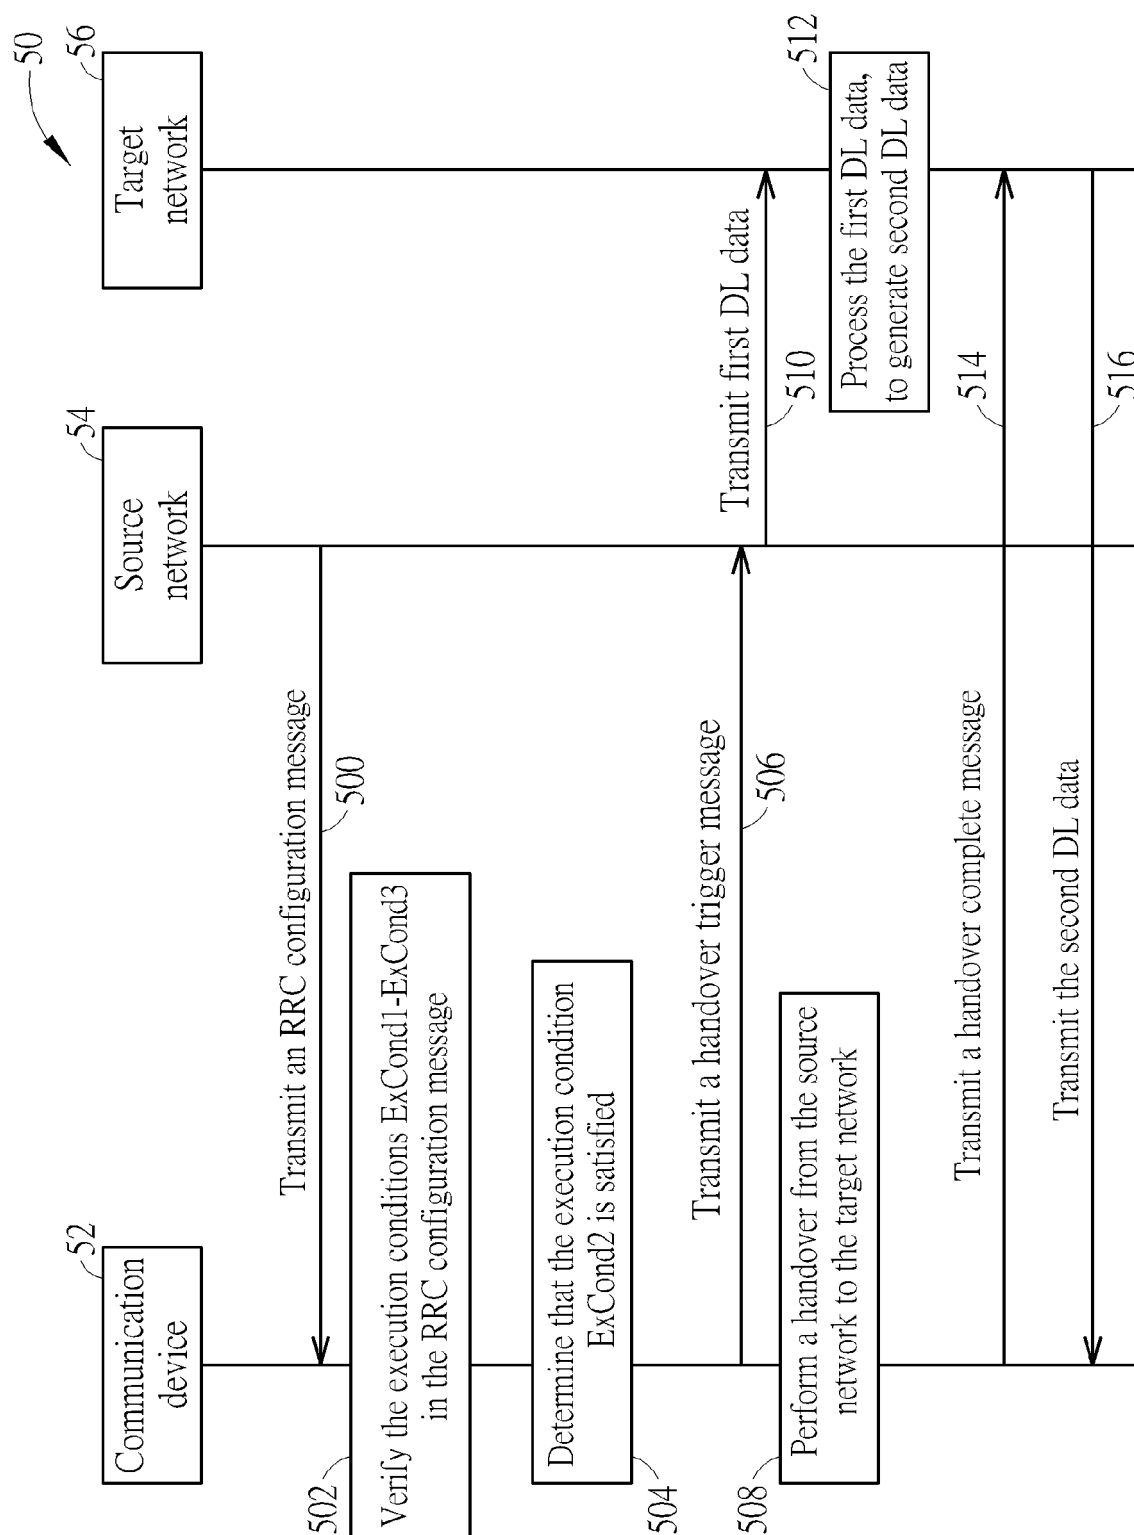 50
52
Communication
device
54
Source
network
56
Target
network
Transmit an RRC configuration message
500
502
Verify the execution conditions ExCond1-ExCond3
in the RRC configuration message
504
Determine that the execution condition
ExCond2 is satisfied
Transmit a handover trigger message
506
508
Perform a handover from the source
network to the target network
Transmit first DL data
510
512
Process the first DL data,
to generate second DL data
Transmit a handover complete message
514
Transmit the second DL data
516